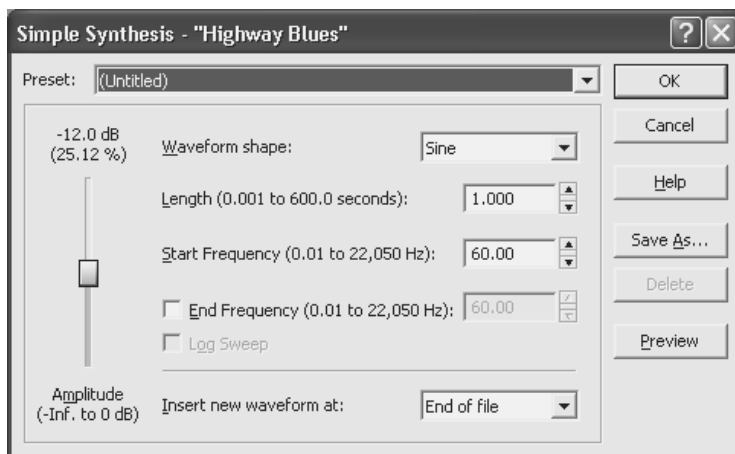 Simple Synthesis - "Highway Blues"
Preset: (Untitled)
OK
Cancel
Help
Save As...
Delete
Preview
-12.0 dB
(25.12 %)
Waveform shape: Sine
Length (0.001 to 600.0 seconds): 1.000
Start Frequency (0.01 to 22,050 Hz): 60.00
End Frequency (0.01 to 22,050 Hz): 60.00
Log Sweep
Amplitude
(-Inf. to 0 dB)
Insert new waveform at: End of file